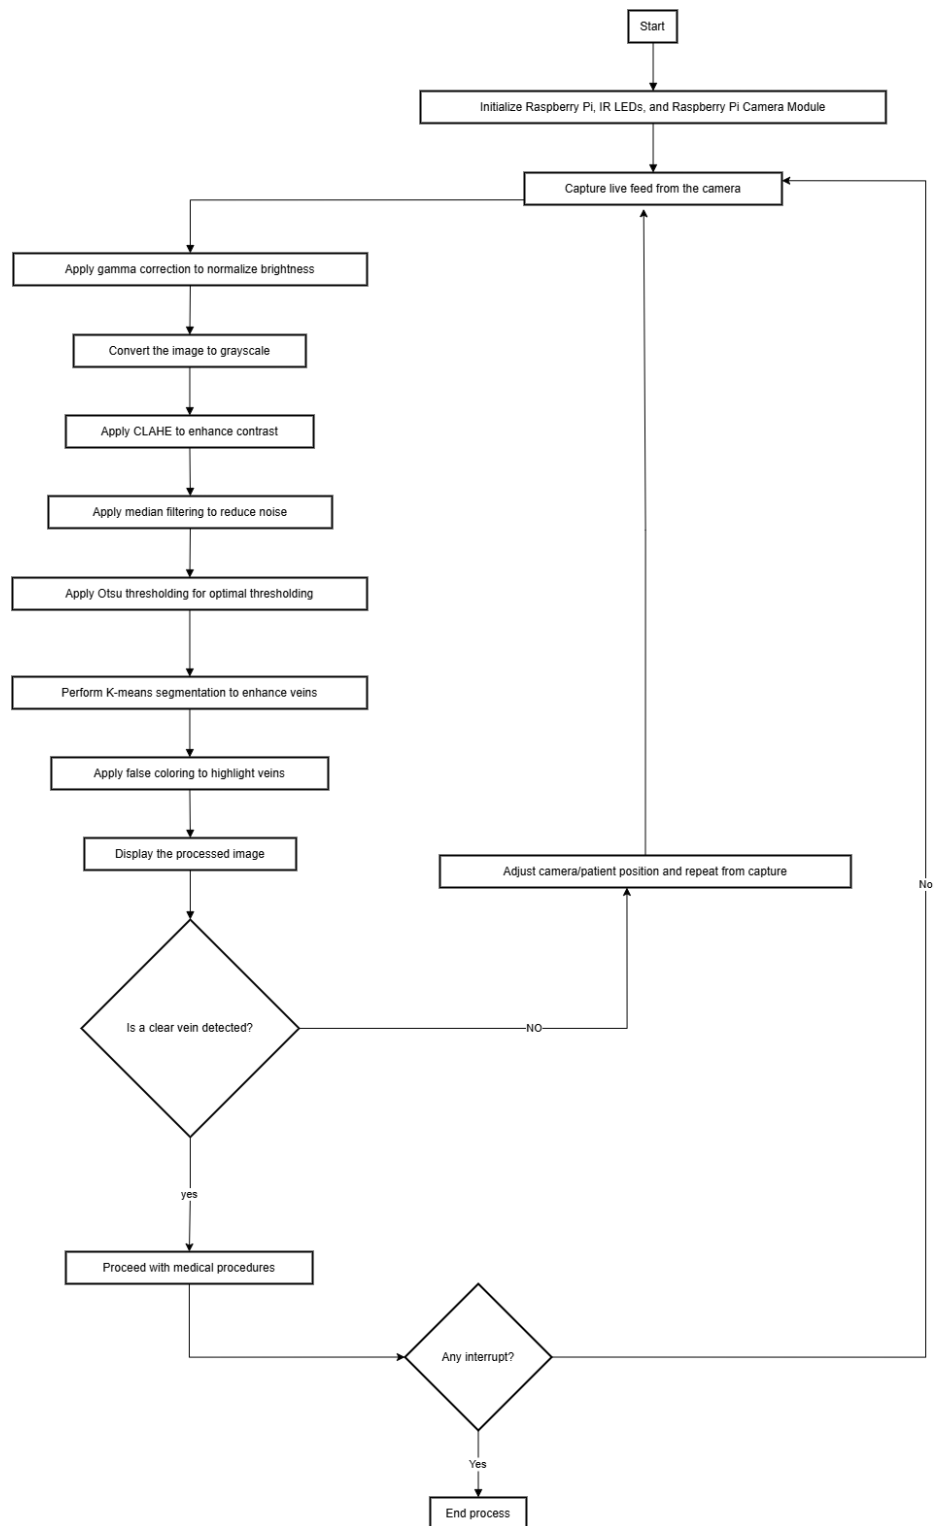 Start
Initialize Raspberry Pi, IR LEDs, and Raspberry Pi Camera Module
Capture live feed from the camera
Apply gamma correction to normalize brightness
Convert the image to grayscale
Apply CLAHE to enhance contrast
Apply median filtering to reduce noise
Apply Otsu thresholding for optimal thresholding
Perform K-means segmentation to enhance veins
Apply false coloring to highlight veins
Display the processed image
Adjust camera/patient position and repeat from capture
No
Is a clear vein detected?
NO
yes
Proceed with medical procedures
Any interrupt?
Yes
End process